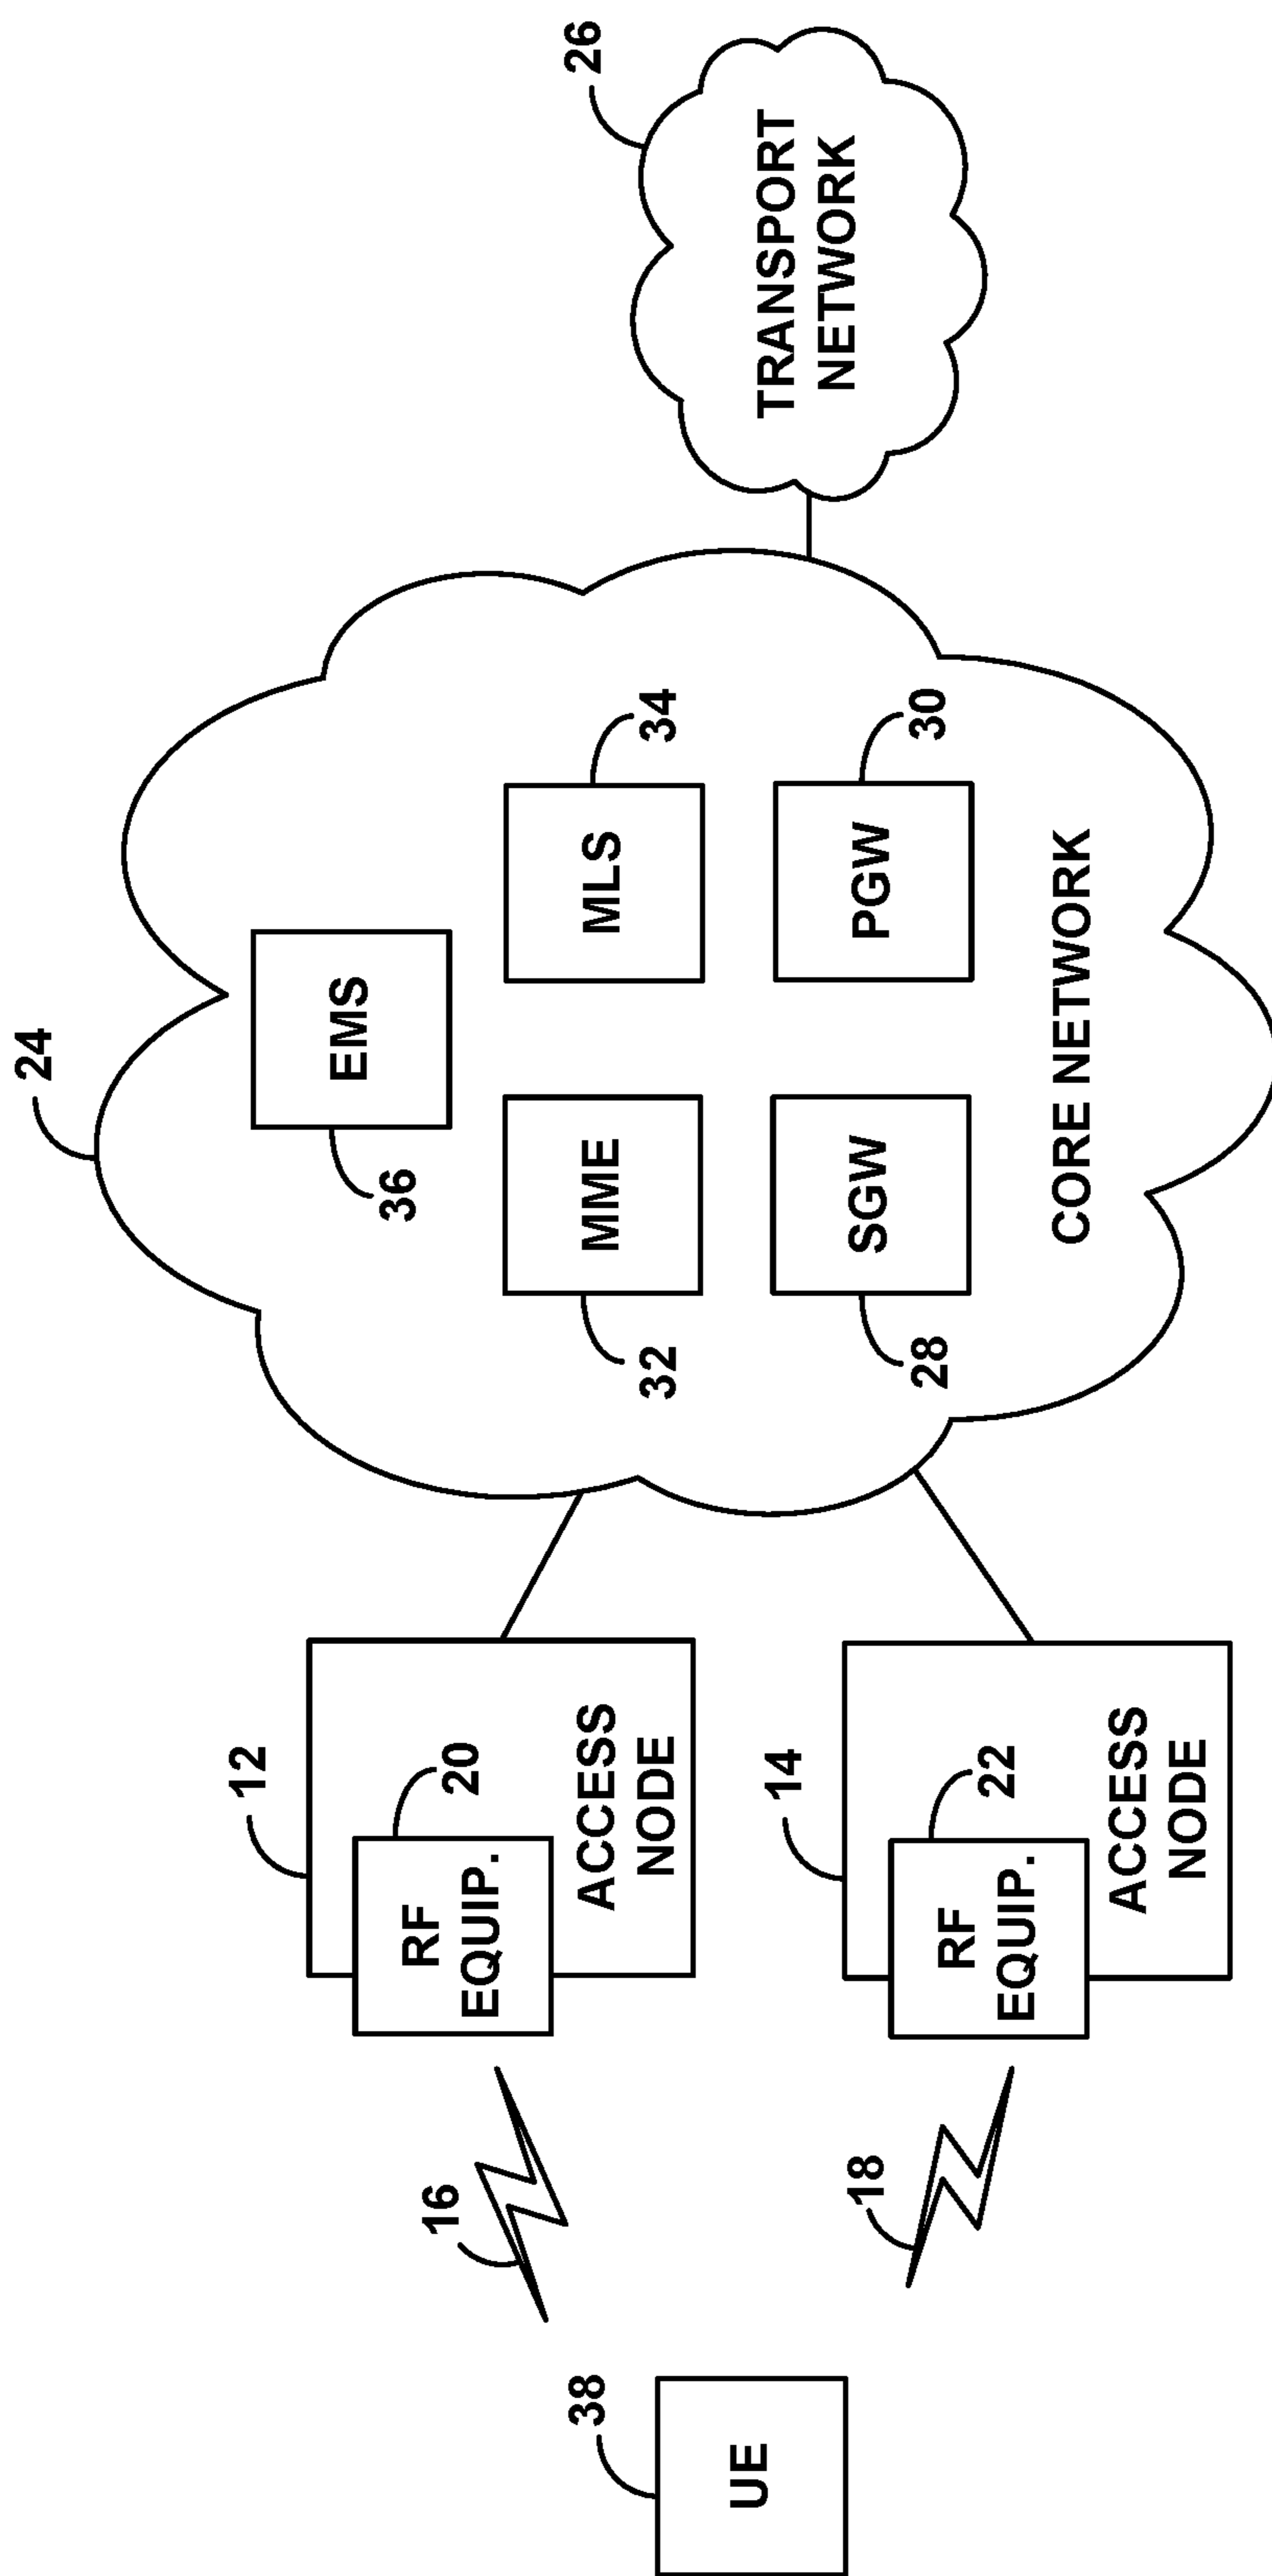 24
26
36
EMS
32
MME
MLS
34
28
SGW
PGW
30
CORE NETWORK
TRANSPORT
NETWORK
12
20
RF
EQUIP.
ACCESS
NODE
16
38
UE
18
14
22
RF
EQUIP.
ACCESS
NODE